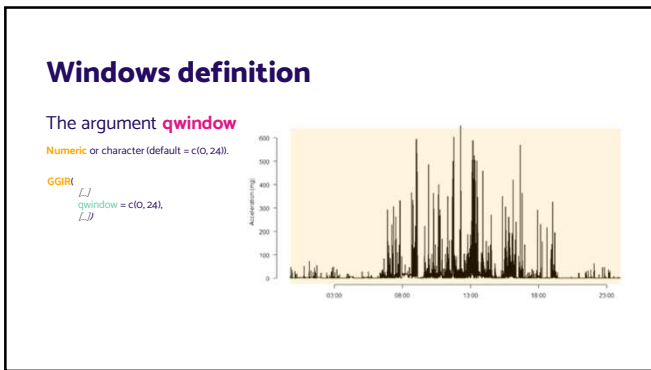 Windows definition
The argument qwindow
Numeric or character (default = c(0, 24)).
GGIR(
[...]
qwindow = c(0, 24),
[...])
Acceleration (mg)
600
500
400
300
200
100
0
03:00 08:00 13:00 18:00 23:00